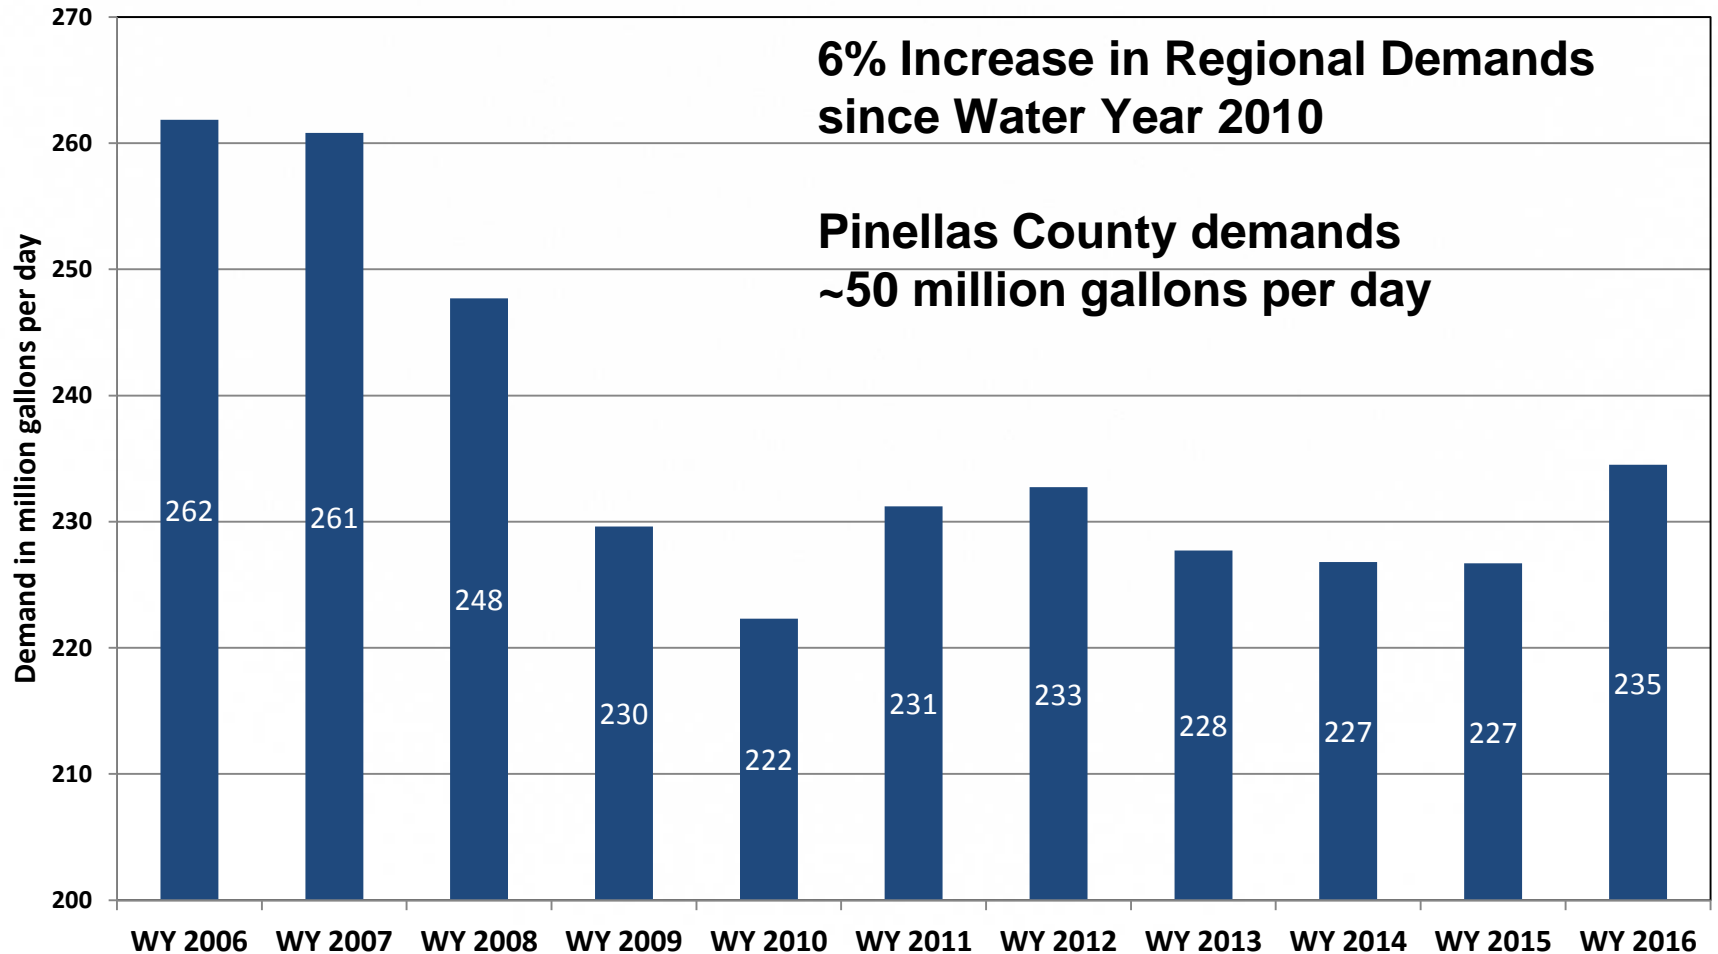 6% Increase in Regional Demands
since Water Year 2010
Pinellas County demands
~50 million gallons per day
Demand in million gallons per day
270
260
250
240
230
220
210
200
262
261
248
230
222
231
233
228
227
227
235
WY 2006
WY 2007
WY 2008
WY 2009
WY 2010
WY 2011
WY 2012
WY 2013
WY 2014
WY 2015
WY 2016